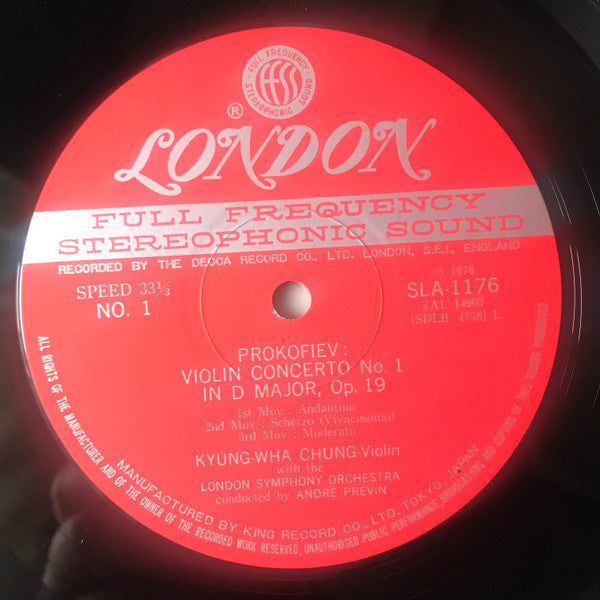 FULL FREQUENCY
FFSS
STEREOPHONIC SOUND
®
LONDON
FULL FREQUENCY
STEREOPHONIC SOUND
RECORDED BY THE DECCA RECORD CO., LTD. LONDON, S.E.I., ENGLAND
SPEED 33⅓
NO. 1
℗ 1978
SLA-1176
ZAL 14902
(SDLB 4758) L
PROKOFIEV:
VIOLIN CONCERTO No. 1
IN D MAJOR, Op. 19
1st Mov.: Andantino
2nd Mov.: Scherzo (Vivacissimo)
3rd Mov.: Moderato
KYUNG-WHA CHUNG-Violin
with the
LONDON SYMPHONY ORCHESTRA
conducted by ANDRÉ PREVIN
MANUFACTURED BY KING RECORD CO., LTD. TOKYO, JAPAN
ALL RIGHTS OF THE MANUFACTURER AND OF THE OWNER OF THE RECORDED WORK RESERVED, UNAUTHORISED PUBLIC PERFORMANCE, BROADCASTING AND COPYING OF THIS RECORD PROHIBITED